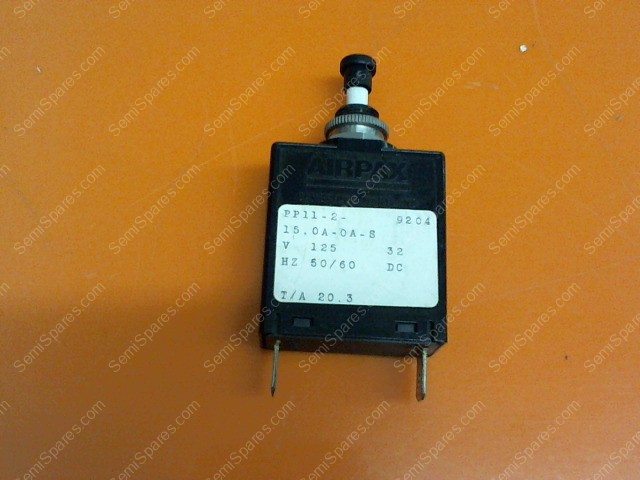 AIRPAX
PP11-2- 9204
15.0A-0A-S
V 125 32
HZ 50/60 DC
T/A 20.3
SemiSpares.com